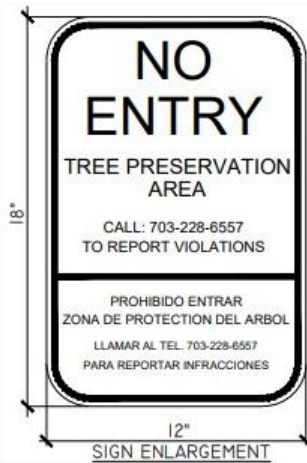 NO
ENTRY
TREE PRESERVATION
AREA
CALL: 703-228-6557
TO REPORT VIOLATIONS
PROHIBIDO ENTRAR
ZONA DE PROTECTION DEL ARBOL
LLAMAR AL TEL. 703-228-6557
PARA REPORTAR INFRACCIONES
18"
12"
SIGN ENLARGEMENT